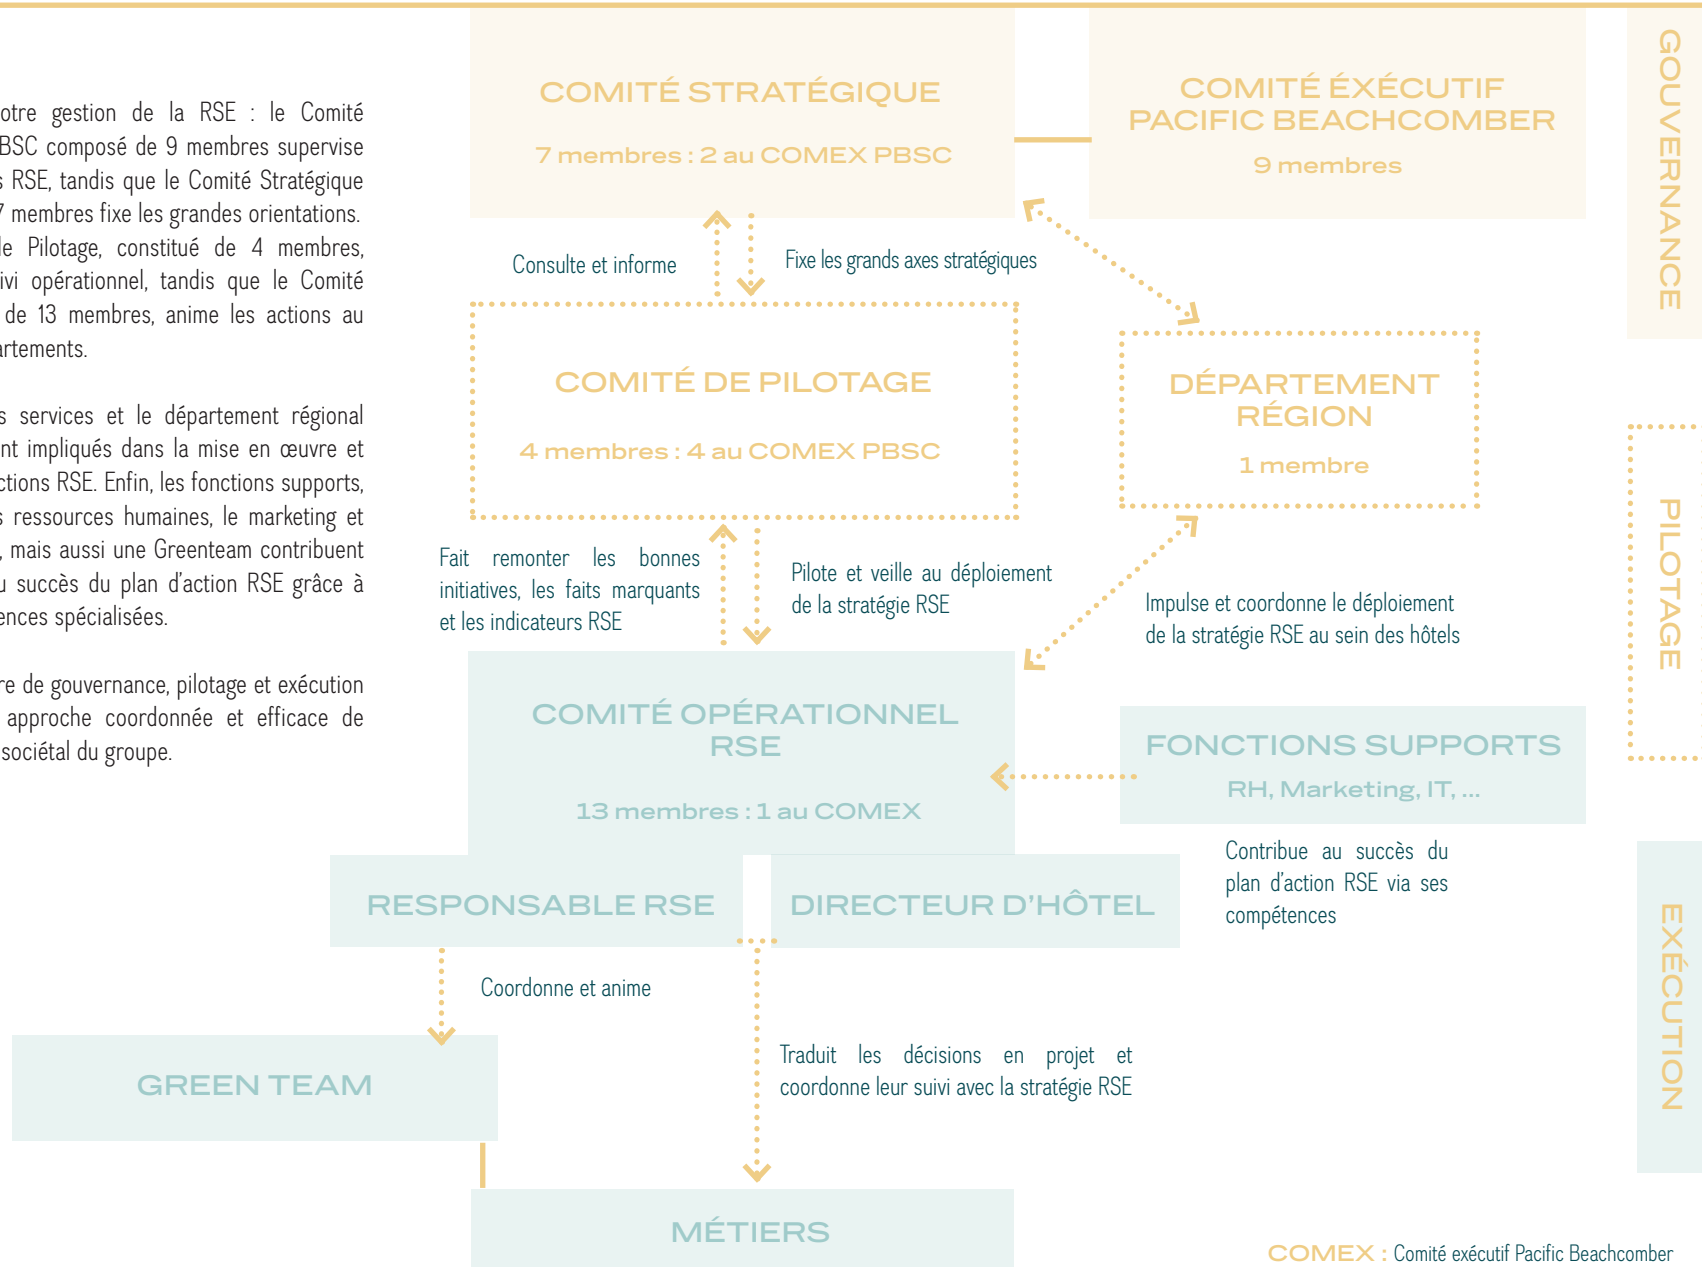 otre gestion de la RSE : le Comité
BSC composé de 9 membres supervise
s RSE, tandis que le Comité Stratégique
7 membres fixe les grandes orientations.
le Pilotage, constitué de 4 membres,
ivi opérationnel, tandis que le Comité
de 13 membres, anime les actions au
artements.
s services et le département régional
nt impliqués dans la mise en œuvre et
ctions RSE. Enfin, les fonctions supports,
s ressources humaines, le marketing et
, mais aussi une Greenteam contribuent
u succès du plan d'action RSE grâce à
ences spécialisées.
re de gouvernance, pilotage et exécution
approche coordonnée et efficace de
sociétal du groupe.
COMITÉ STRATÉGIQUE
7 membres : 2 au COMEX PBSC
COMITÉ ÉXÉCUTIF
PACIFIC BEACHCOMBER
9 membres
GOUVERNANCE
Consulte et informe
Fixe les grands axes stratégiques
COMITÉ DE PILOTAGE
4 membres : 4 au COMEX PBSC
DÉPARTEMENT
RÉGION
1 membre
PILOTAGE
Fait remonter les bonnes
initiatives, les faits marquants
et les indicateurs RSE
Pilote et veille au déploiement
de la stratégie RSE
Impulse et coordonne le déploiement
de la stratégie RSE au sein des hôtels
COMITÉ OPÉRATIONNEL
RSE
13 membres : 1 au COMEX
FONCTIONS SUPPORTS
RH, Marketing, IT, ...
Contribue au succès du
plan d'action RSE via ses
compétences
RESPONSABLE RSE
DIRECTEUR D'HÔTEL
EXÉCUTION
Coordonne et anime
Traduit les décisions en projet et
coordonne leur suivi avec la stratégie RSE
GREEN TEAM
MÉTIERS
COMEX : Comité exécutif Pacific Beachcomber